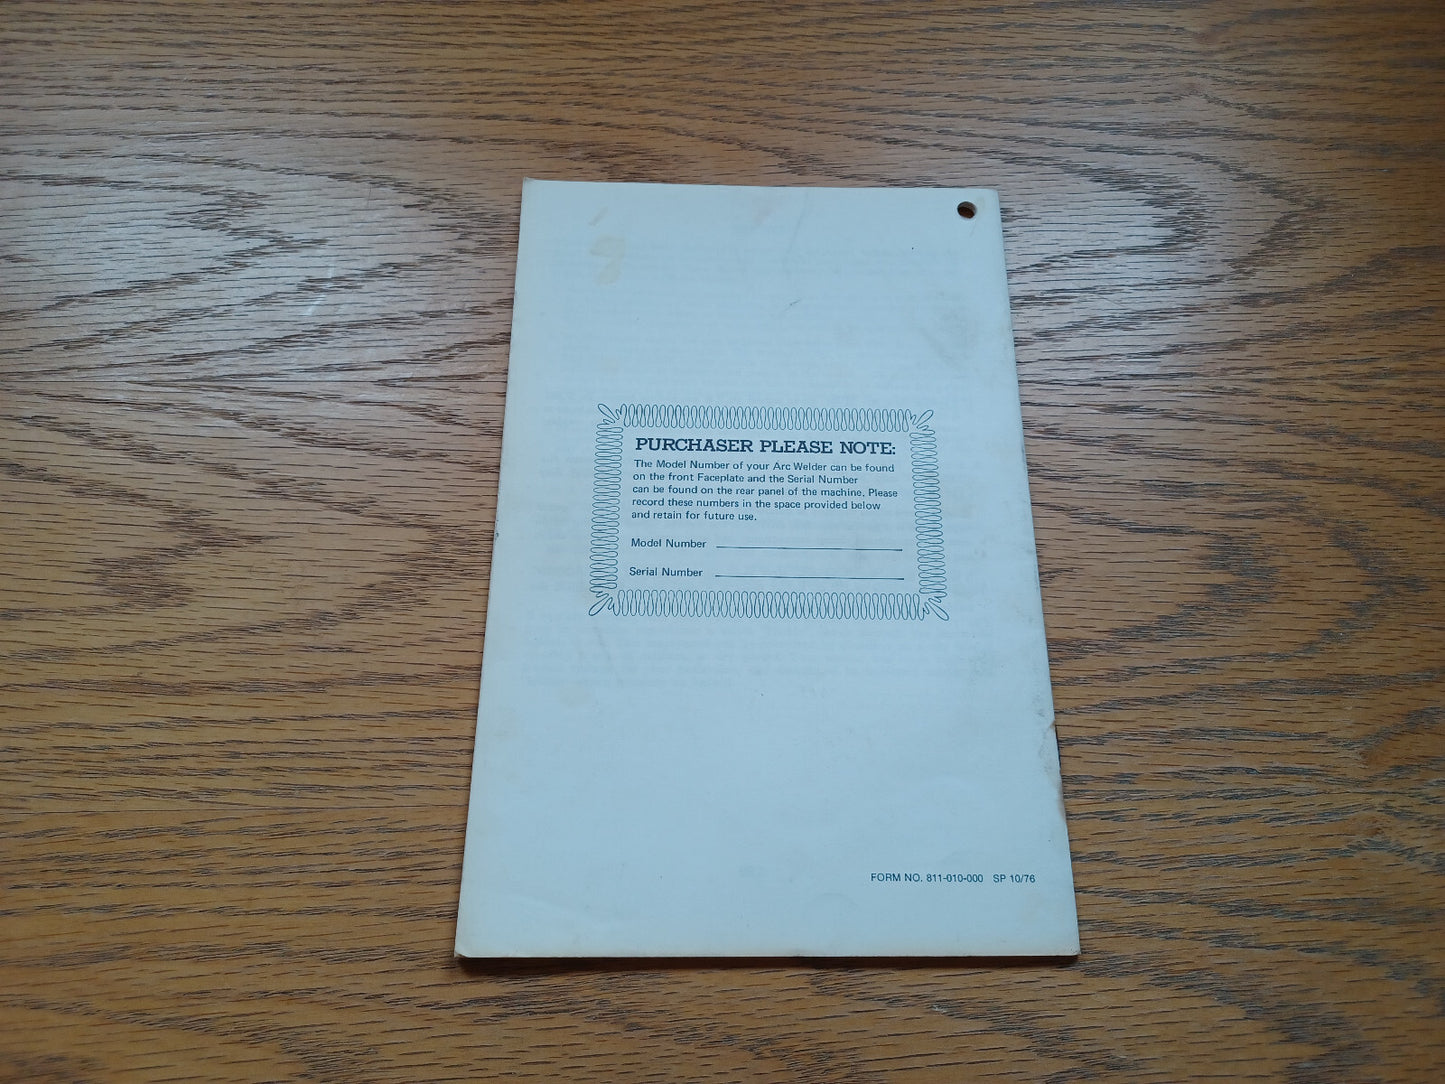 PURCHASER PLEASE NOTE:
The Model Number of your Arc Welder can be found
on the front Faceplate and the Serial Number
can be found on the rear panel of the machine. Please
record these numbers in the space provided below
and retain for future use.
Model Number
Serial Number
FORM NO. 811-010-000 SP 10/76